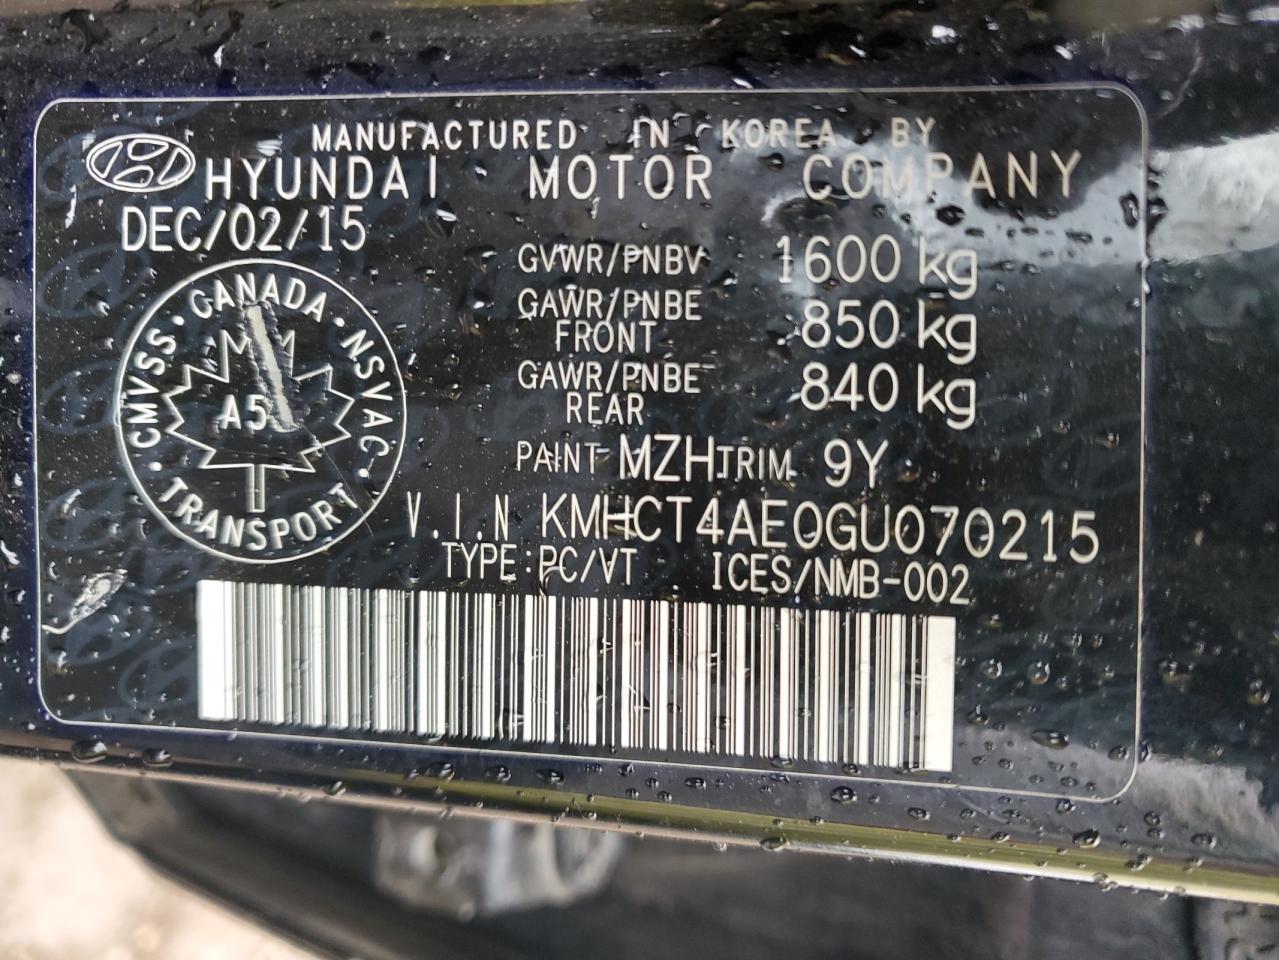 MANUFACTURED IN KOREA BY
HYUNDAI MOTOR COMPANY
DEC/02/15
GVWR/PNBV 1600 kg
GAWR/PNBE FRONT 850 kg
GAWR/PNBE REAR 840 kg
CMVSS · CANADA · NSVAC
A5
TRANSPORT
PAINT MZH TRIM 9Y
V.I.N KMHCT4AE0GU070215
TYPE:PC/VT ICES/NMB-002